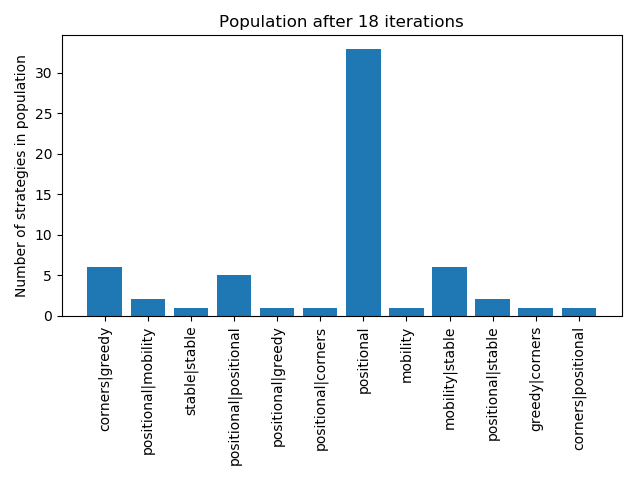 Population after 18 iterations
Number of strategies in population
30
25
20
15
10
5
0
corners|greedy
positional|mobility
stable|stable
positional|positional
positional|greedy
positional|corners
positional
mobility
mobility|stable
positional|stable
greedy|corners
corners|positional